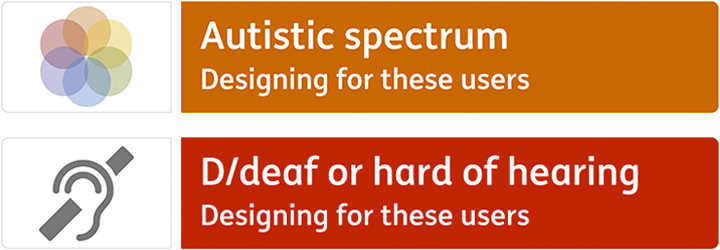 Autistic spectrum
Designing for these users
D/deaf or hard of hearing
Designing for these users